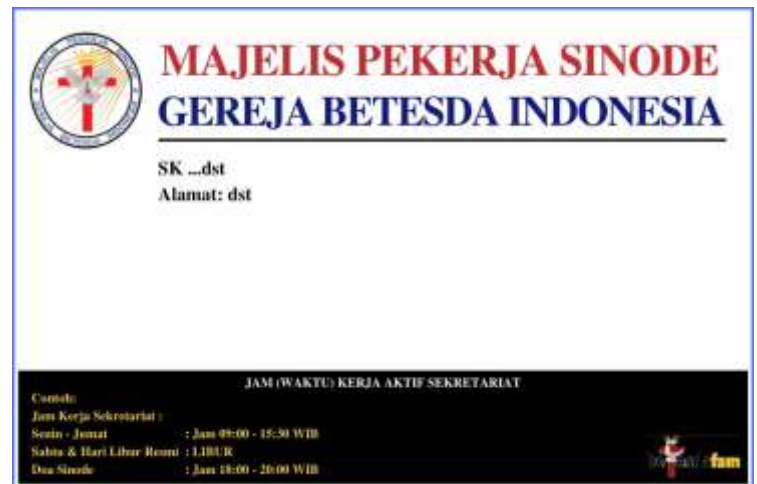 MAJELIS PEKERJA SINODE
GEREJA BETESDA INDONESIA
SK ...dst
Alamat: dst
JAM (WAKTU) KERJA AKTIF SEKRETARIAT
Contoh:
Jam Kerja Sekretariat :
Senin - Jumat : Jam 09:00 - 15:30 WIB
Sabtu & Hari Libur Resmi : LIBUR
Doa Sinode : Jam 18:00 - 20:00 WIB
fam